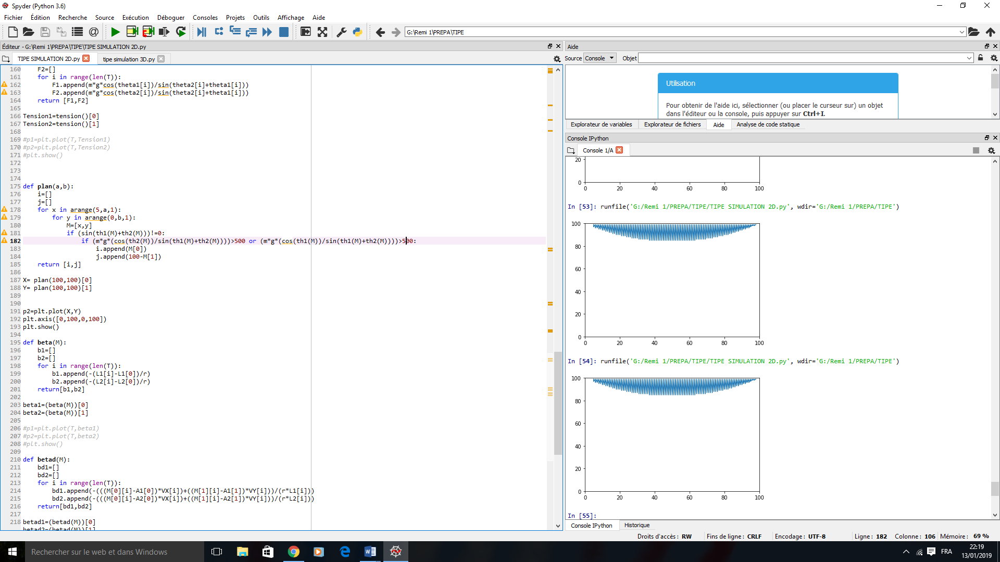 Spyder (Python 3.6)
Fichier Édition Recherche Source Exécution Déboguer Consoles Projets Outils Affichage Aide
G:\Remi 1\PREPA\TIPE
Éditeur - G:\Remi 1\PREPA\TIPE\TIPE SIMULATION 2D.py
TIPE SIMULATION 2D.py tipe simulation 3D.py
160 F2=[]
161 for i in range(len(T)):
162 F1.append(m*g*cos(theta1[i])/sin(theta2[i]+theta1[i]))
163 F2.append(m*g*cos(theta2[i])/sin(theta2[i]+theta1[i]))
164 return [F1,F2]
165
166 Tension1=tension()[0]
167 Tension2=tension()[1]
168
169 #p1=plt.plot(T,Tension1)
170 #p2=plt.plot(T,Tension2)
171 #plt.show()
172
173
174
175 def plan(a,b):
176 i=[]
177 j=[]
178 for x in arange(5,a,1):
179 for y in arange(0,b,1):
180 M=[x,y]
181 if (sin(th1(M)+th2(M)))!=0:
182 if (m*g*(cos(th2(M))/sin(th1(M)+th2(M))))>500 or (m*g*(cos(th1(M))/sin(th1(M)+th2(M))))>500:
183 i.append(M[0])
184 j.append(100-M[1])
185 return [i,j]
186
187 X= plan(100,100)[0]
188 Y= plan(100,100)[1]
189
190
191 p2=plt.plot(X,Y)
192 plt.axis([0,100,0,100])
193 plt.show()
194
195 def beta(M):
196 b1=[]
197 b2=[]
198 for i in range(len(T)):
199 b1.append(-(L1[i]-L1[0])/r)
200 b2.append(-(L2[i]-L2[0])/r)
201 return[b1,b2]
202
203 beta1=(beta(M))[0]
204 beta2=(beta(M))[1]
205
206 #p1=plt.plot(T,beta1)
207 #p2=plt.plot(T,beta2)
208 #plt.show()
209
210 def betad(M):
211 bd1=[]
212 bd2=[]
213 for i in range(len(T)):
214 bd1.append(-(((M[0][i]-A1[0])*VX[i])+((M[1][i]-A1[1])*VY[i]))/(r*L1[i]))
215 bd2.append(-(((M[0][i]-A2[0])*VX[i])+((M[1][i]-A2[1])*VY[i]))/(r*L2[i]))
216 return[bd1,bd2]
217
218 betad1=(betad(M))[0]
betad2=(betad(M))[1]
Aide
Source Console Objet
Utilisation
Pour obtenir de l'aide ici, sélectionner (ou placer le curseur sur) un objet
dans l'éditeur ou la console, puis appuyer sur Ctrl+I.
Explorateur de variables Explorateur de fichiers Aide Analyse de code statique
Console IPython
Console 1/A
20
0
0 20 40 60 80 100
In [53]: runfile('G:/Remi 1/PREPA/TIPE/TIPE SIMULATION 2D.py', wdir='G:/Remi 1/PREPA/TIPE')
100
80
60
40
20
0
0 20 40 60 80 100
In [54]: runfile('G:/Remi 1/PREPA/TIPE/TIPE SIMULATION 2D.py', wdir='G:/Remi 1/PREPA/TIPE')
100
80
60
40
20
0
0 20 40 60 80 100
In [55]:
Console IPython Historique
Droits d'accès : RW Fins de ligne : CRLF Encodage : UTF-8 Ligne : 182 Colonne : 106 Mémoire : 69 %
Rechercher sur le web et dans Windows
FRA
22:19
13/01/2019